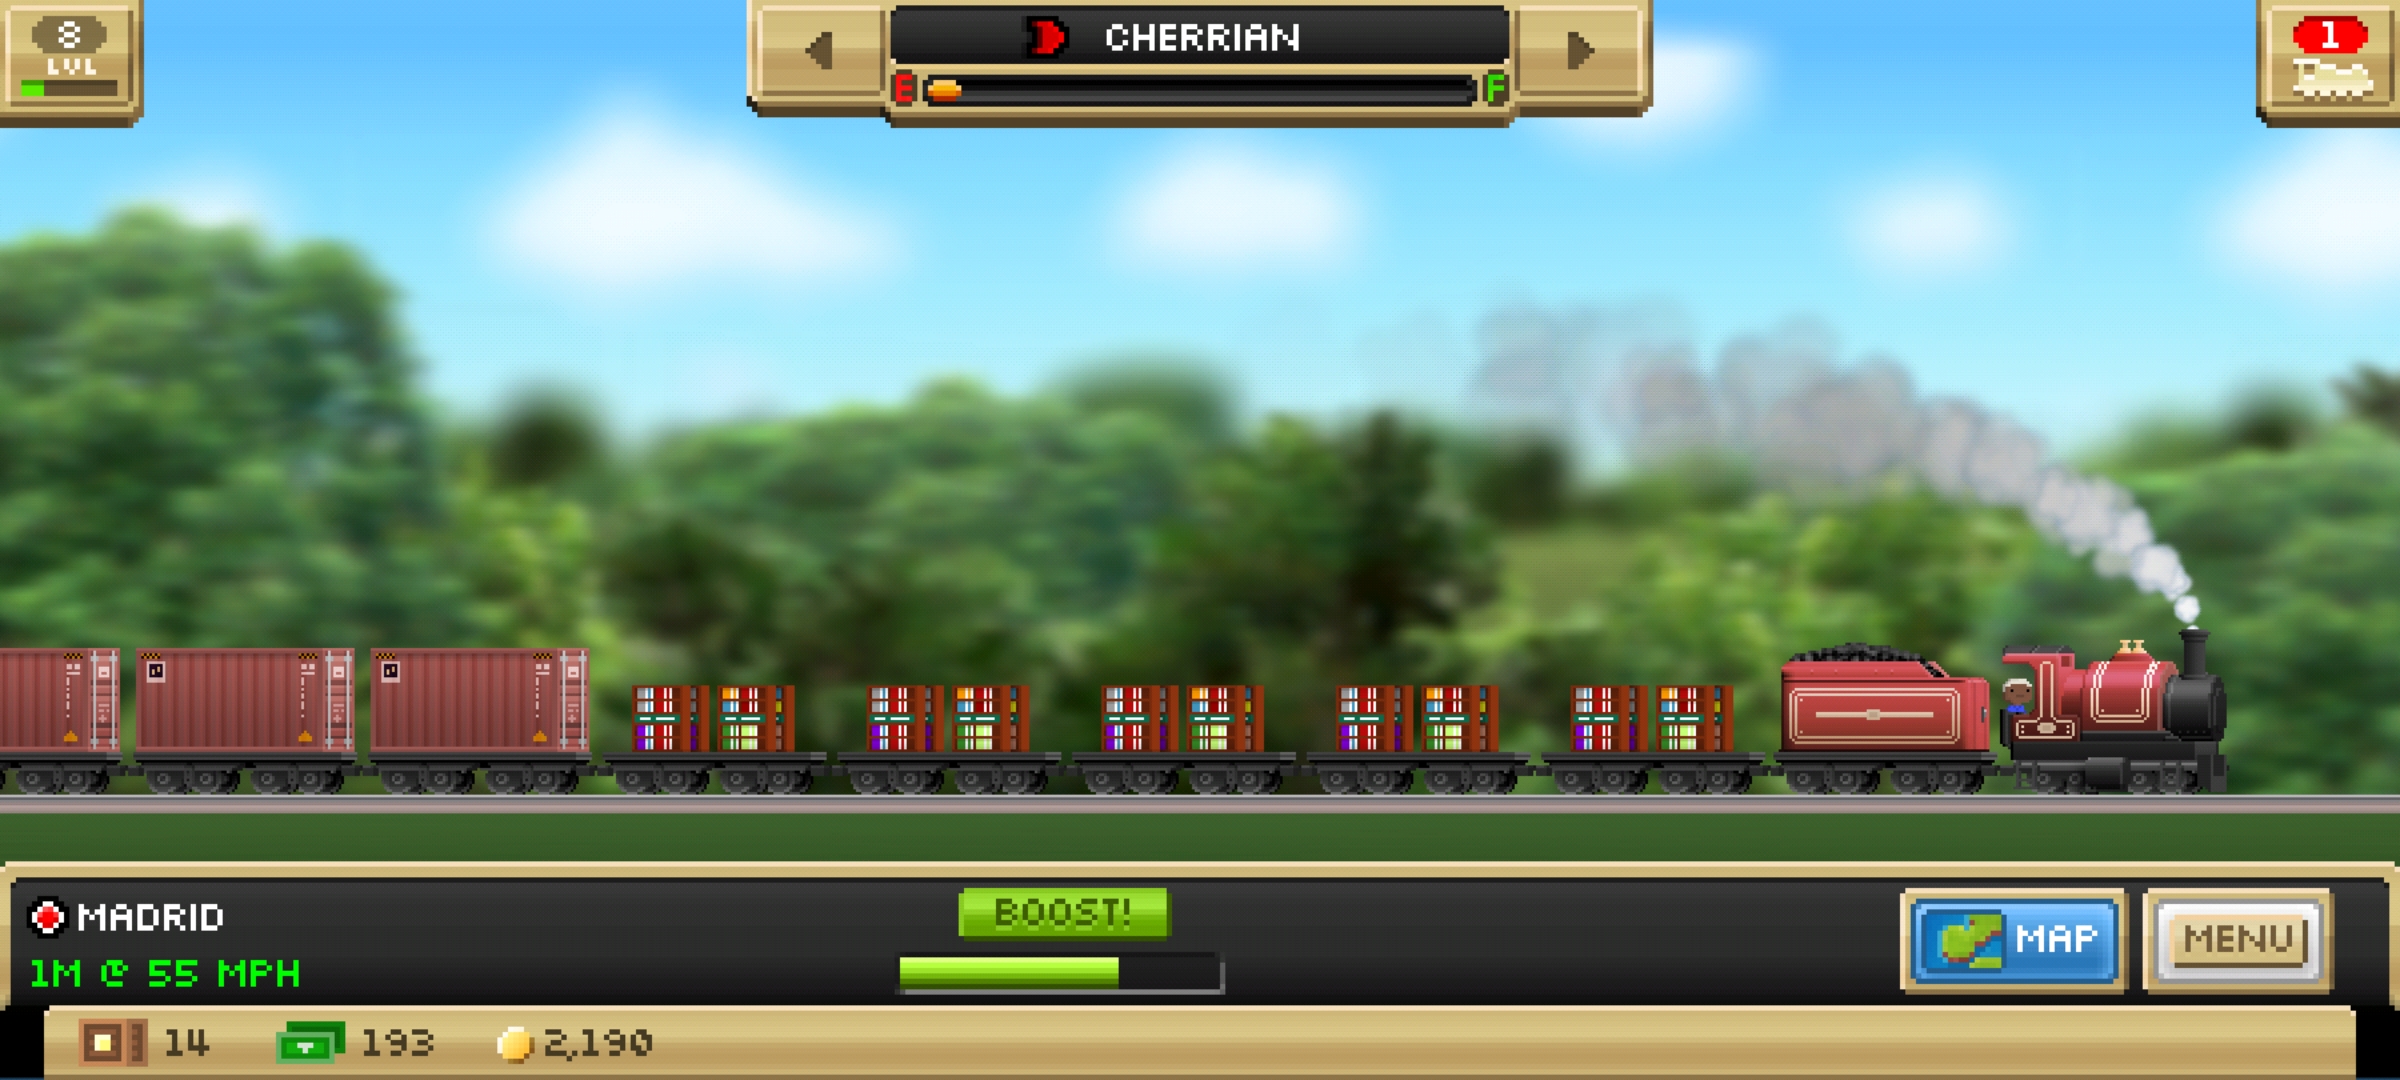 8
LVL
CHERRIAN
E F
1
MADRID
1M @ 55 MPH
BOOST!
MAP
MENU
14 193 2,190